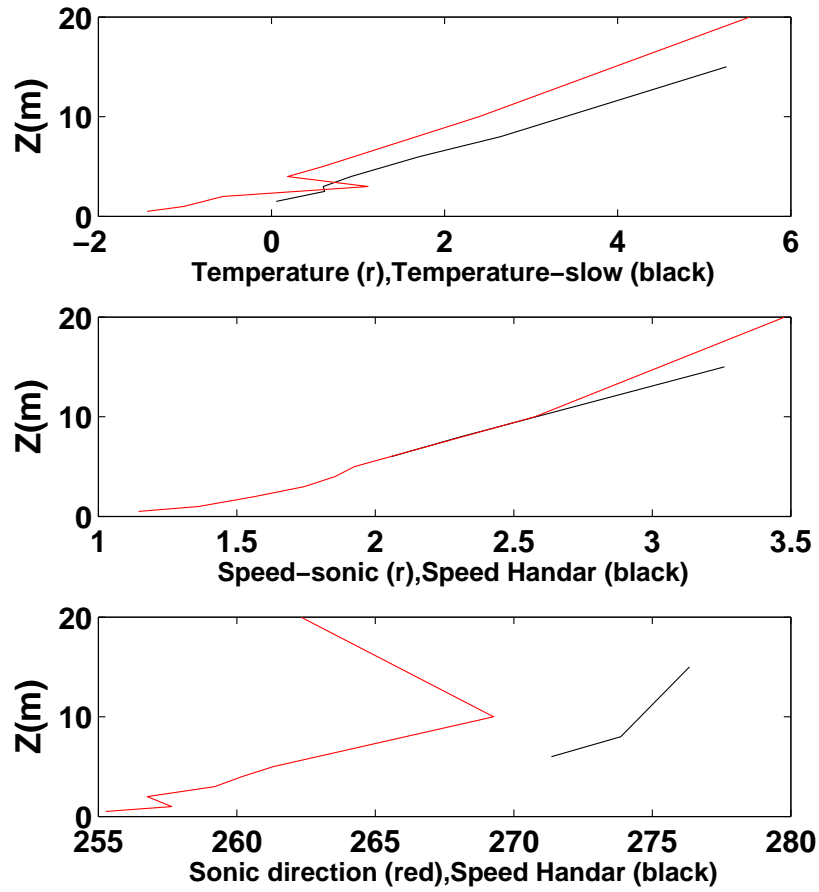 20
10
0
Z(m)
−2 0 2 4 6
Temperature (r),Temperature−slow (black)
20
10
0
Z(m)
1 1.5 2 2.5 3 3.5
Speed−sonic (r),Speed Handar (black)
20
10
0
Z(m)
255 260 265 270 275 280
Sonic direction (red),Speed Handar (black)